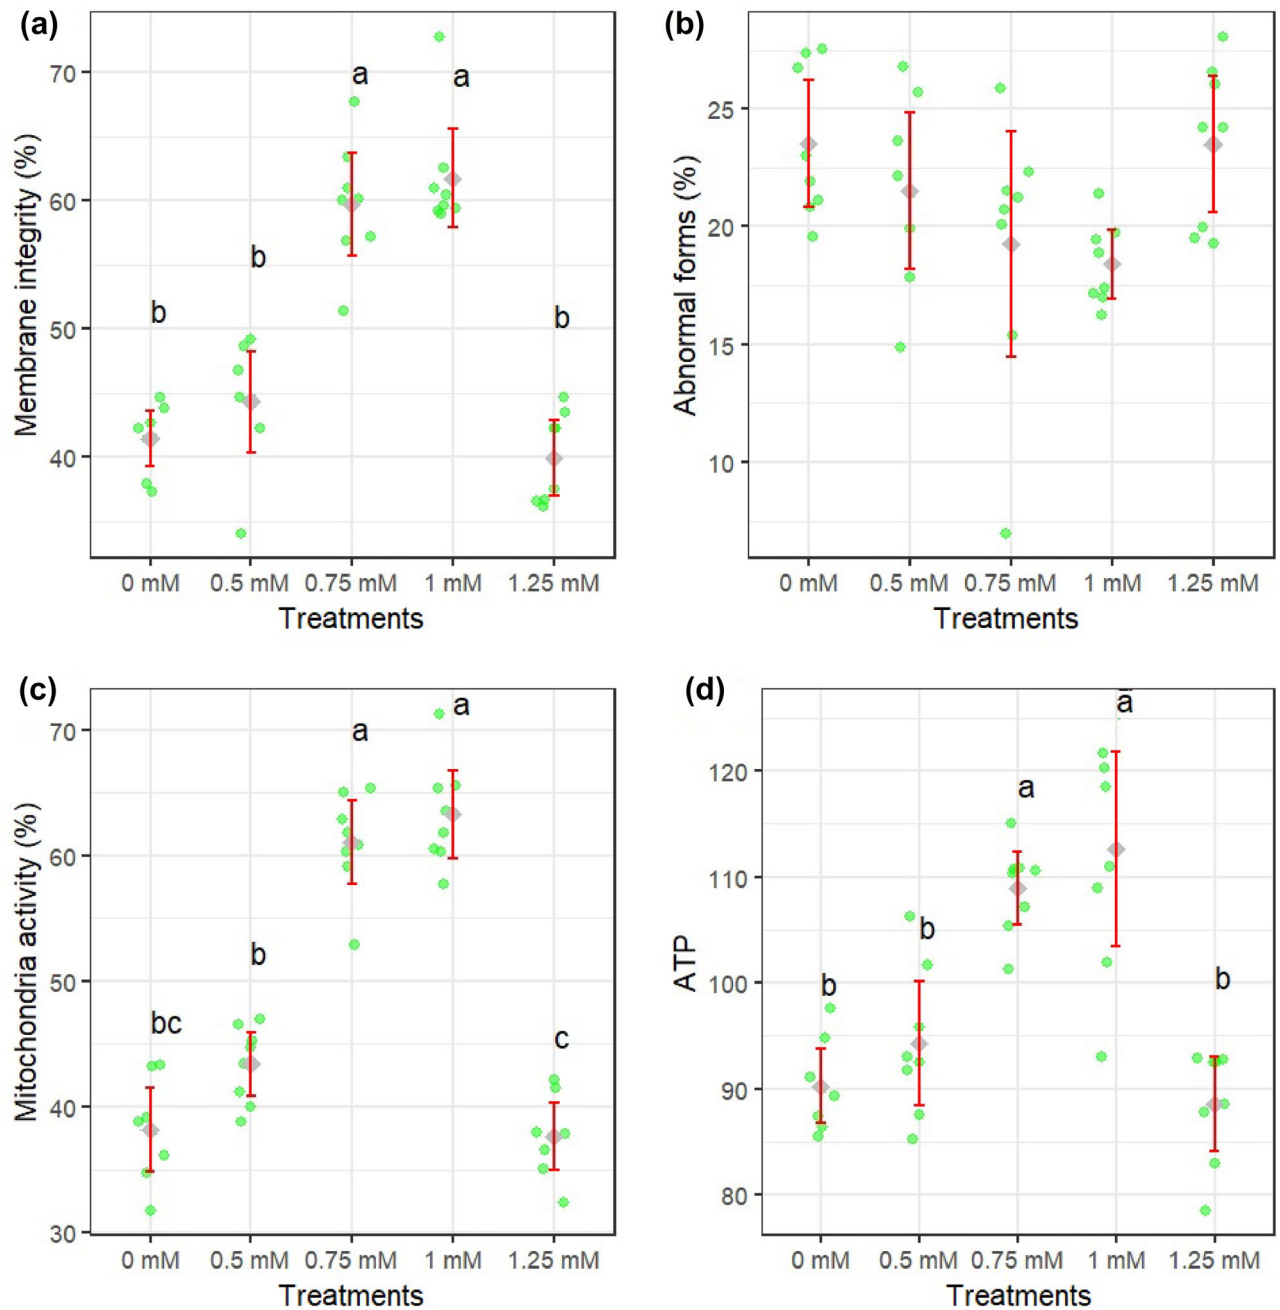 (a)
Membrane integrity (%)
70
60
50
40
b
b
a
a
b
0 mM 0.5 mM 0.75 mM 1 mM 1.25 mM
Treatments
(b)
Abnormal forms (%)
25
20
15
10
0 mM 0.5 mM 0.75 mM 1 mM 1.25 mM
Treatments
(c)
Mitochondria activity (%)
70
60
50
40
30
bc
b
a
a
c
0 mM 0.5 mM 0.75 mM 1 mM 1.25 mM
Treatments
(d)
ATP
120
110
100
90
80
b
b
a
a
b
0 mM 0.5 mM 0.75 mM 1 mM 1.25 mM
Treatments